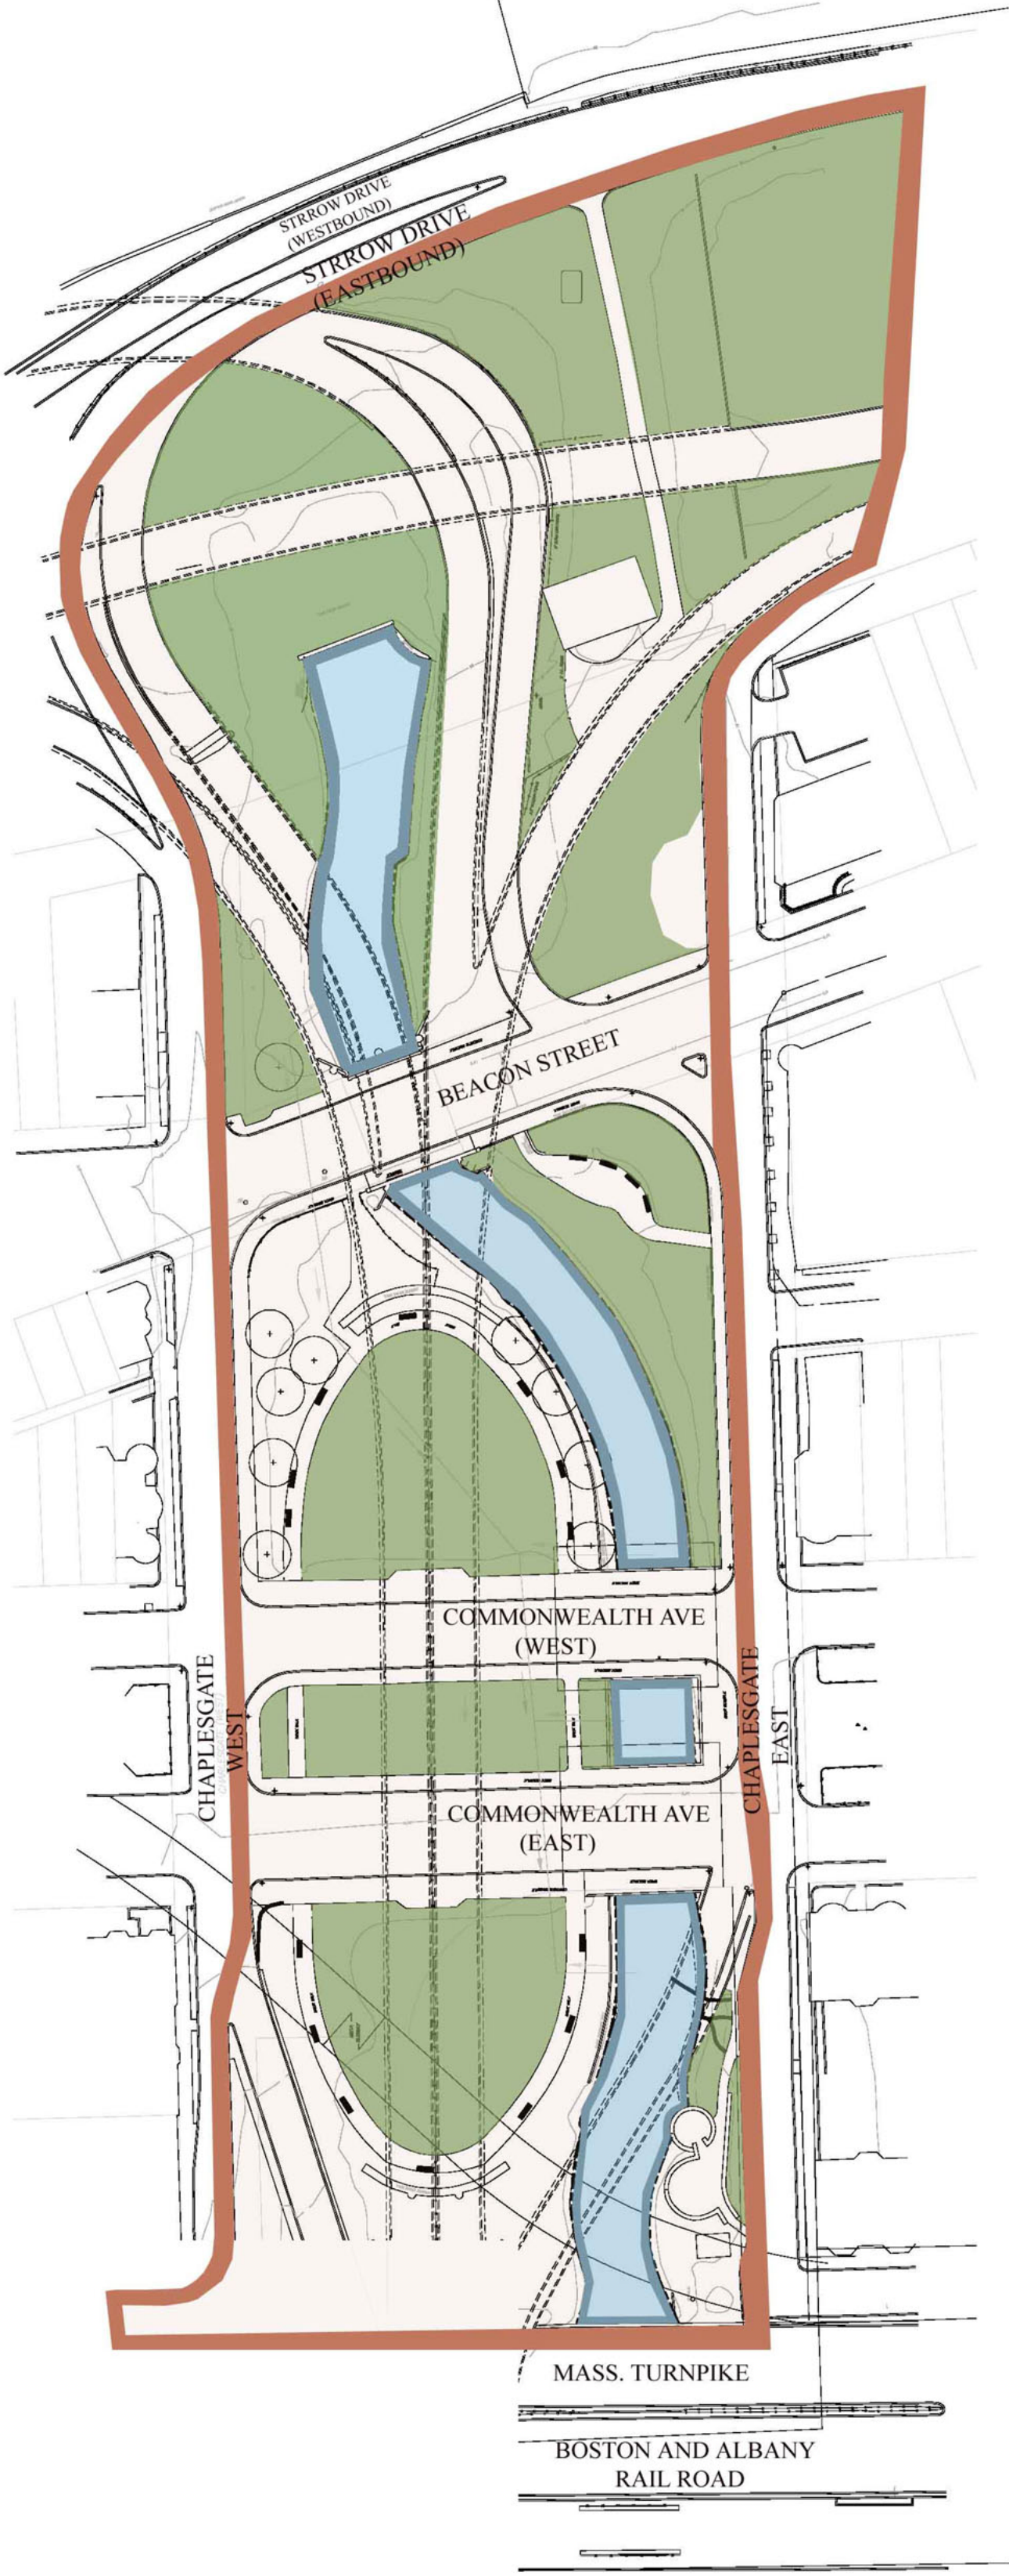 STRROW DRIVE
(WESTBOUND)
STRROW DRIVE
(EASTBOUND)
BEACON STREET
COMMONWEALTH AVE
(WEST)
CHAPLESGATE
WEST
CHAPLESGATE
EAST
COMMONWEALTH AVE
(EAST)
MASS. TURNPIKE
BOSTON AND ALBANY
RAIL ROAD